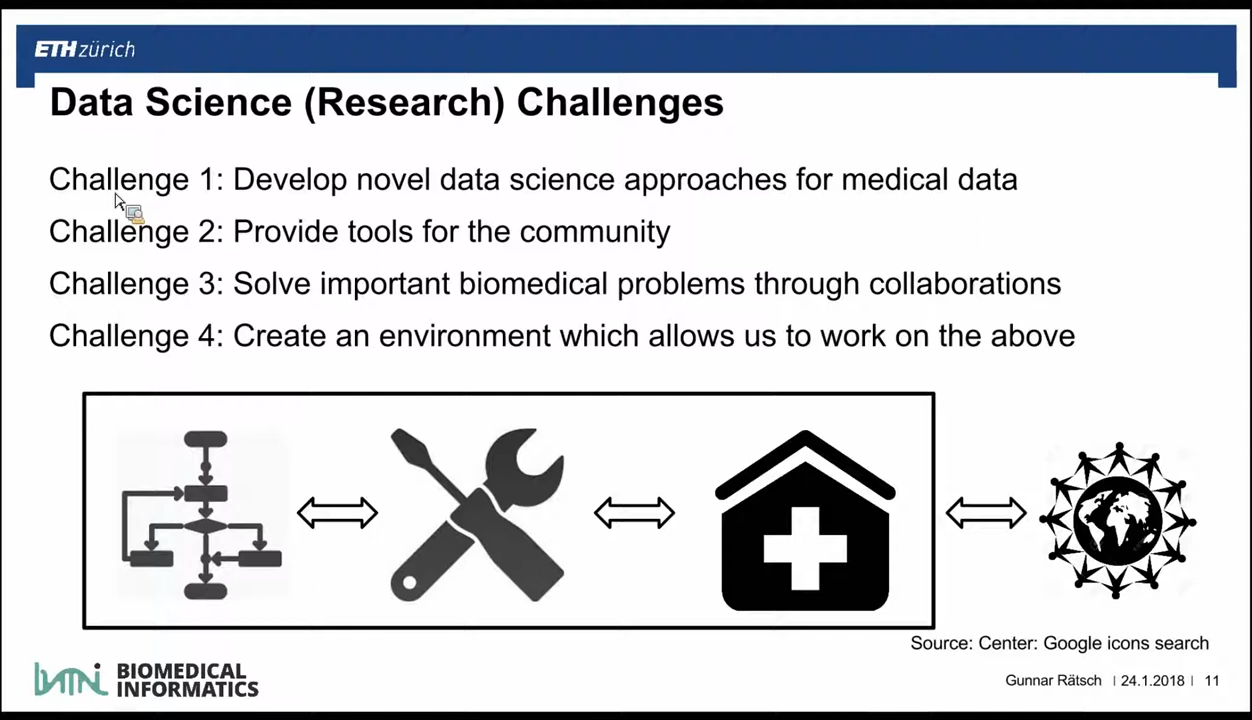 ETH zürich
Data Science (Research) Challenges
Challenge 1: Develop novel data science approaches for medical data
Challenge 2: Provide tools for the community
Challenge 3: Solve important biomedical problems through collaborations
Challenge 4: Create an environment which allows us to work on the above
Source: Center: Google icons search
BIOMEDICAL
INFORMATICS
Gunnar Rätsch | 24.1.2018 | 11